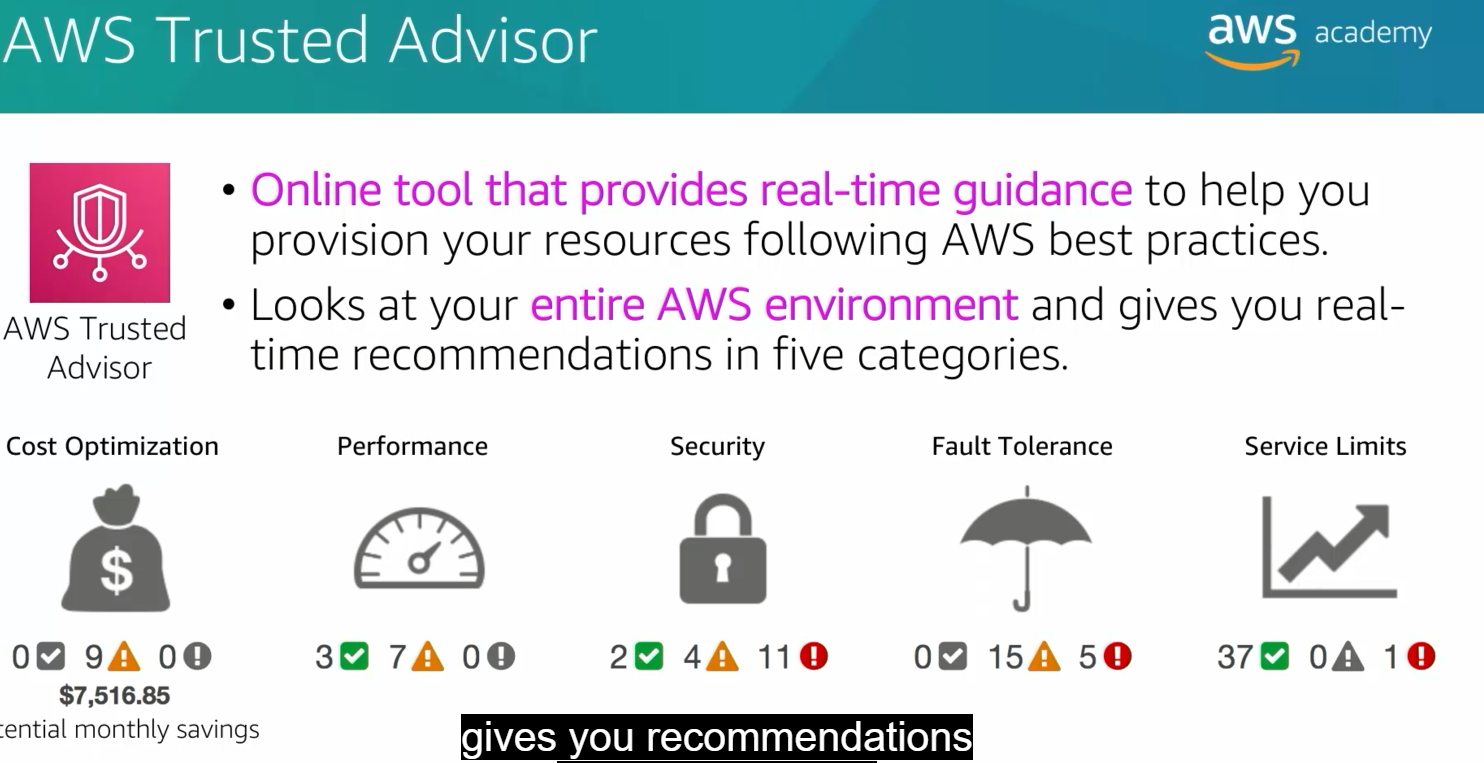 AWS Trusted Advisor
aws academy
• Online tool that provides real-time guidance to help you
provision your resources following AWS best practices.
• Looks at your entire AWS environment and gives you real-
time recommendations in five categories.
AWS Trusted
Advisor
Cost Optimization
Performance
Security
Fault Tolerance
Service Limits
$
0 9 0
3 7 0
2 4 11
0 15 5
37 0 1
$7,516.85
tential monthly savings
gives you recommendations